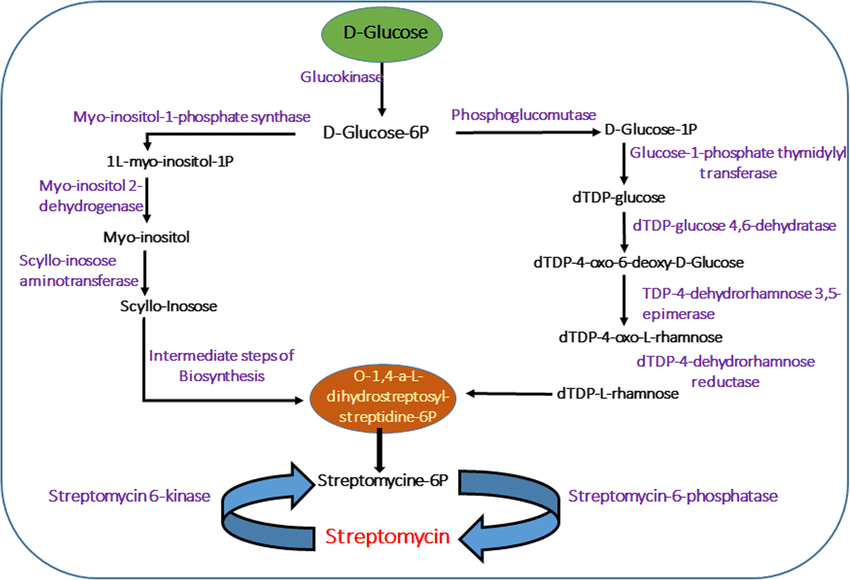 D-Glucose
Glucokinase
Myo-inositol-1-phosphate synthase
D-Glucose-6P
Phosphoglucomutase
D-Glucose-1P
1L-myo-inositol-1P
Glucose-1-phosphate thymidylyl
transferase
Myo-inositol 2-
dehydrogenase
dTDP-glucose
Myo-inositol
dTDP-glucose 4,6-dehydratase
Scyllo-inosose
aminotransferase
dTDP-4-oxo-6-deoxy-D-Glucose
Scyllo-Inosose
TDP-4-dehydrorhamnose 3,5-
epimerase
dTDP-4-oxo-L-rhamnose
Intermediate steps of
Biosynthesis
dTDP-4-dehydrorhamnose
reductase
O-1,4-a-L-
dihydrostreptosyl-
streptidine-6P
dTDP-L-rhamnose
Streptomycine-6P
Streptomycin 6-kinase
Streptomycin-6-phosphatase
Streptomycin